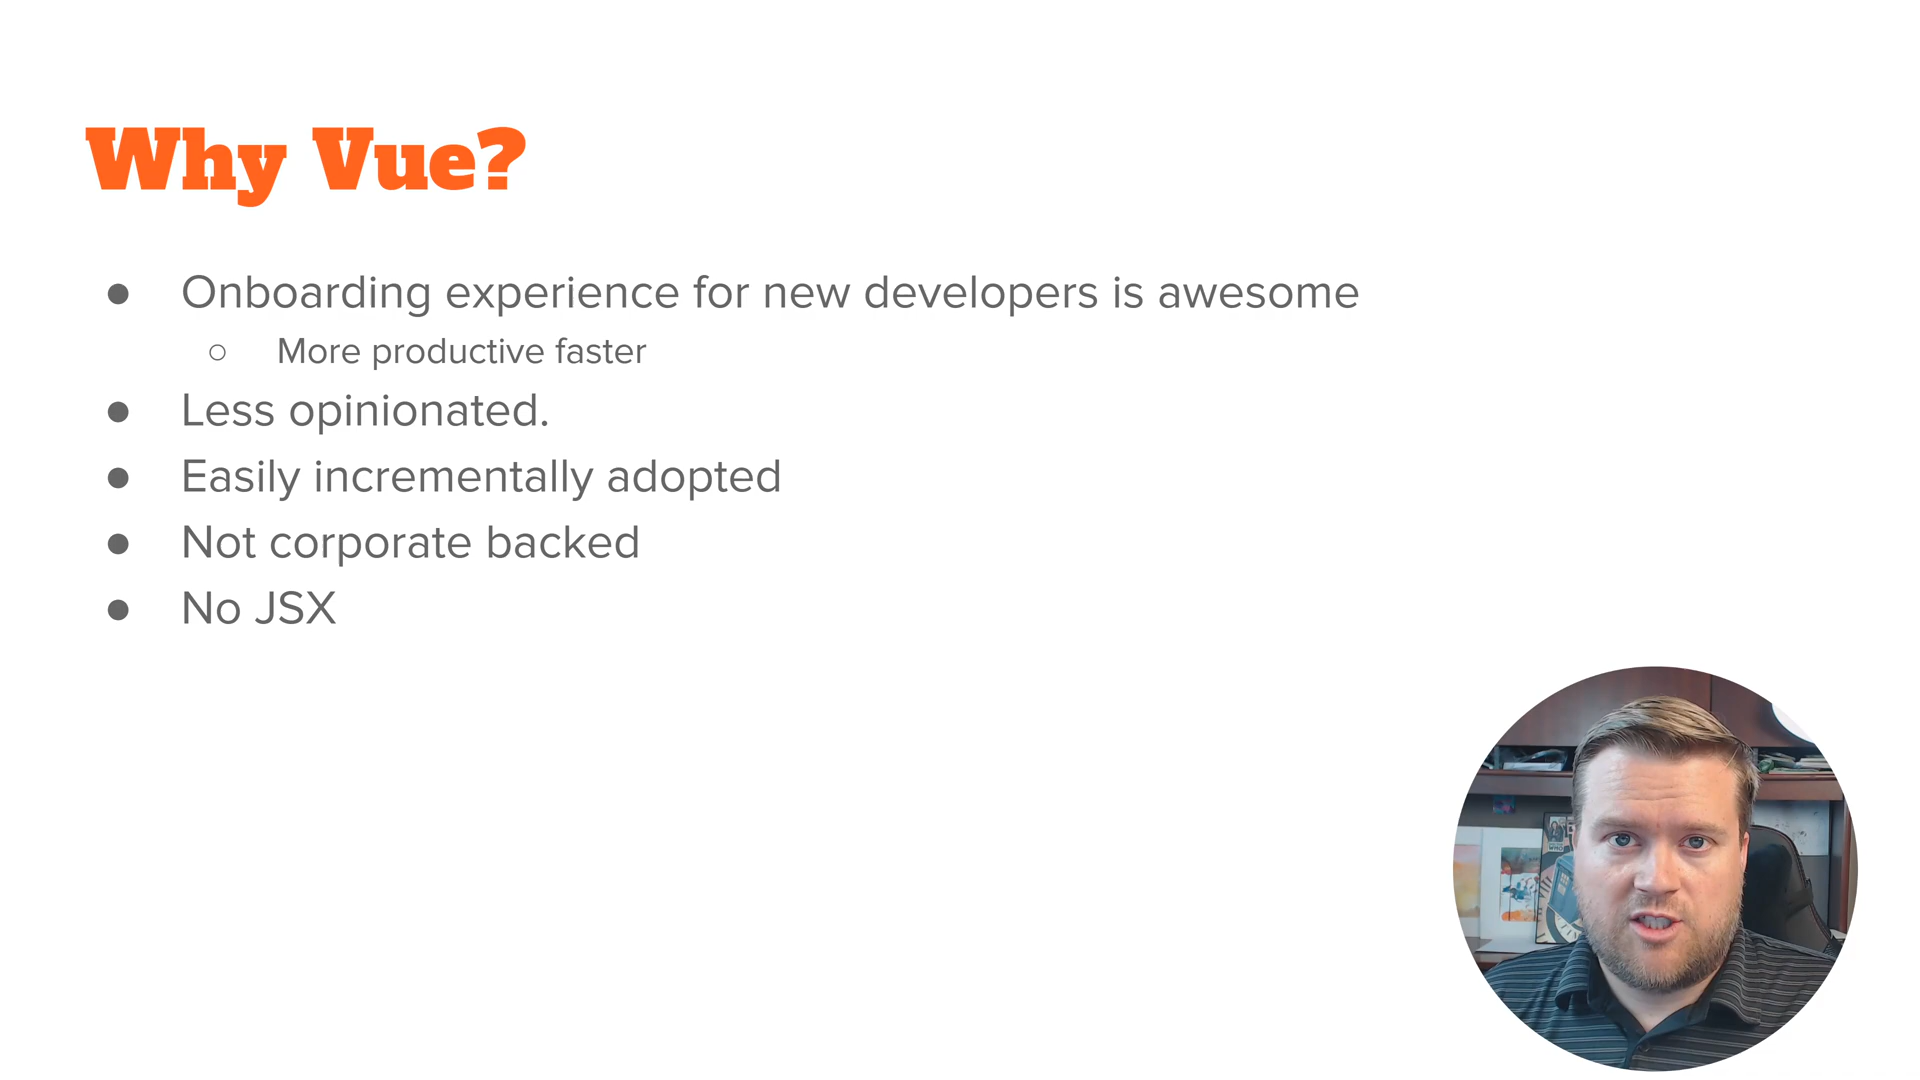 Why Vue?
● Onboarding experience for new developers is awesome
○ More productive faster
● Less opinionated.
● Easily incrementally adopted
● Not corporate backed
● No JSX